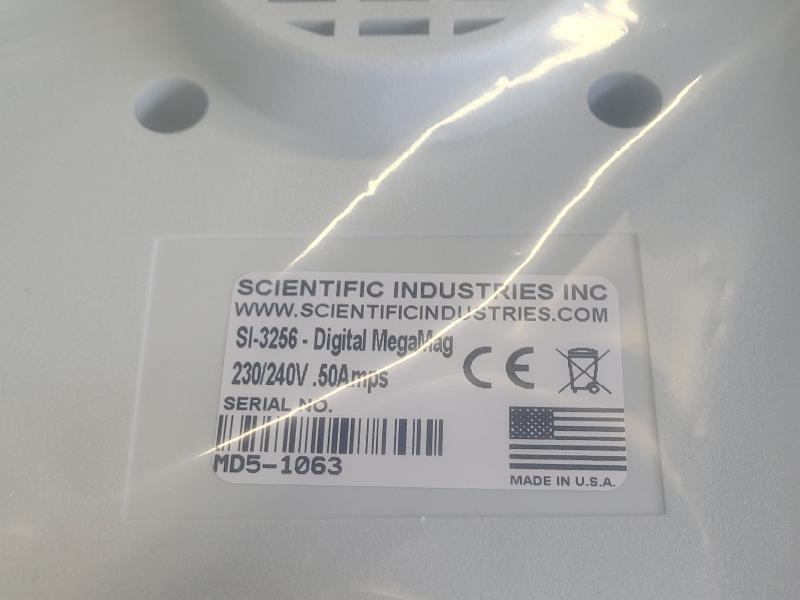 SCIENTIFIC INDUSTRIES INC
WWW.SCIENTIFICINDUSTRIES.COM
SI-3256 - Digital MegaMag
230/240V .50Amps
CE
SERIAL NO.
MD5-1063
MADE IN U.S.A.